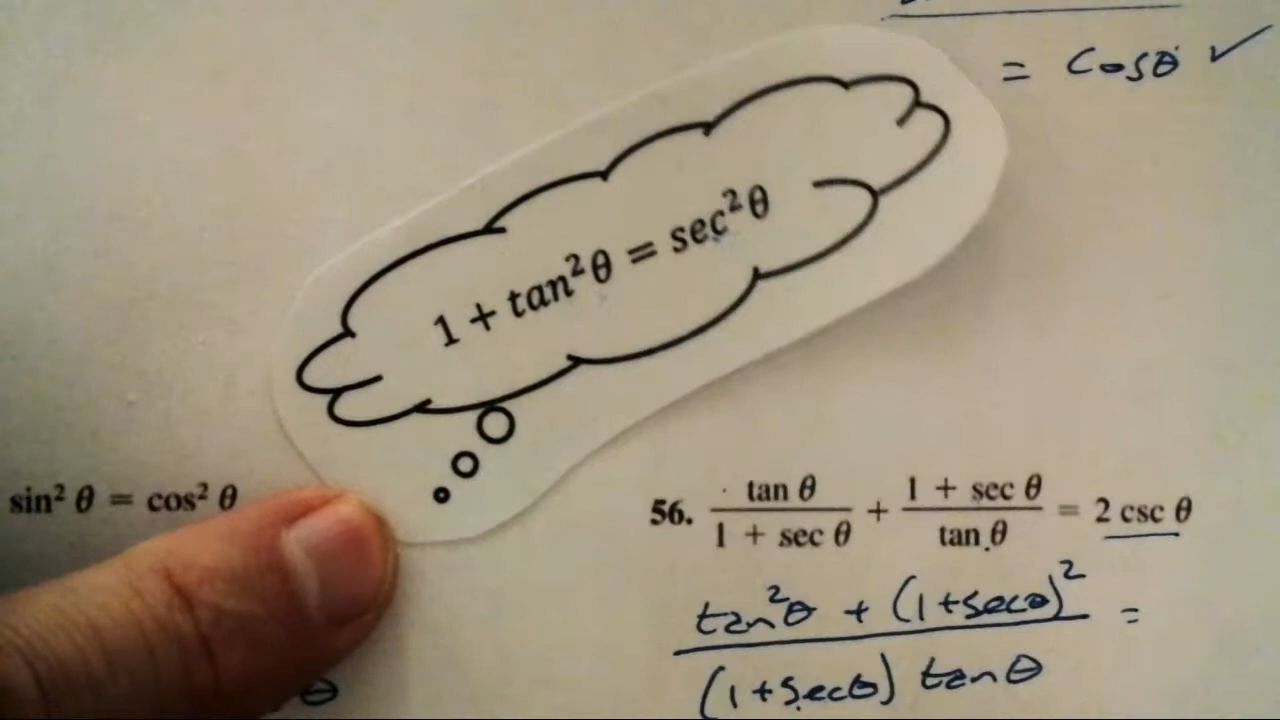 = Cosθ ✓
1 + tan²θ = sec²θ
sin² θ = cos² θ
56. tan θ / 1 + sec θ + 1 + sec θ / tan θ = 2 csc θ
tan²θ + (1+secθ)² =
(1+secθ) tanθ
θ